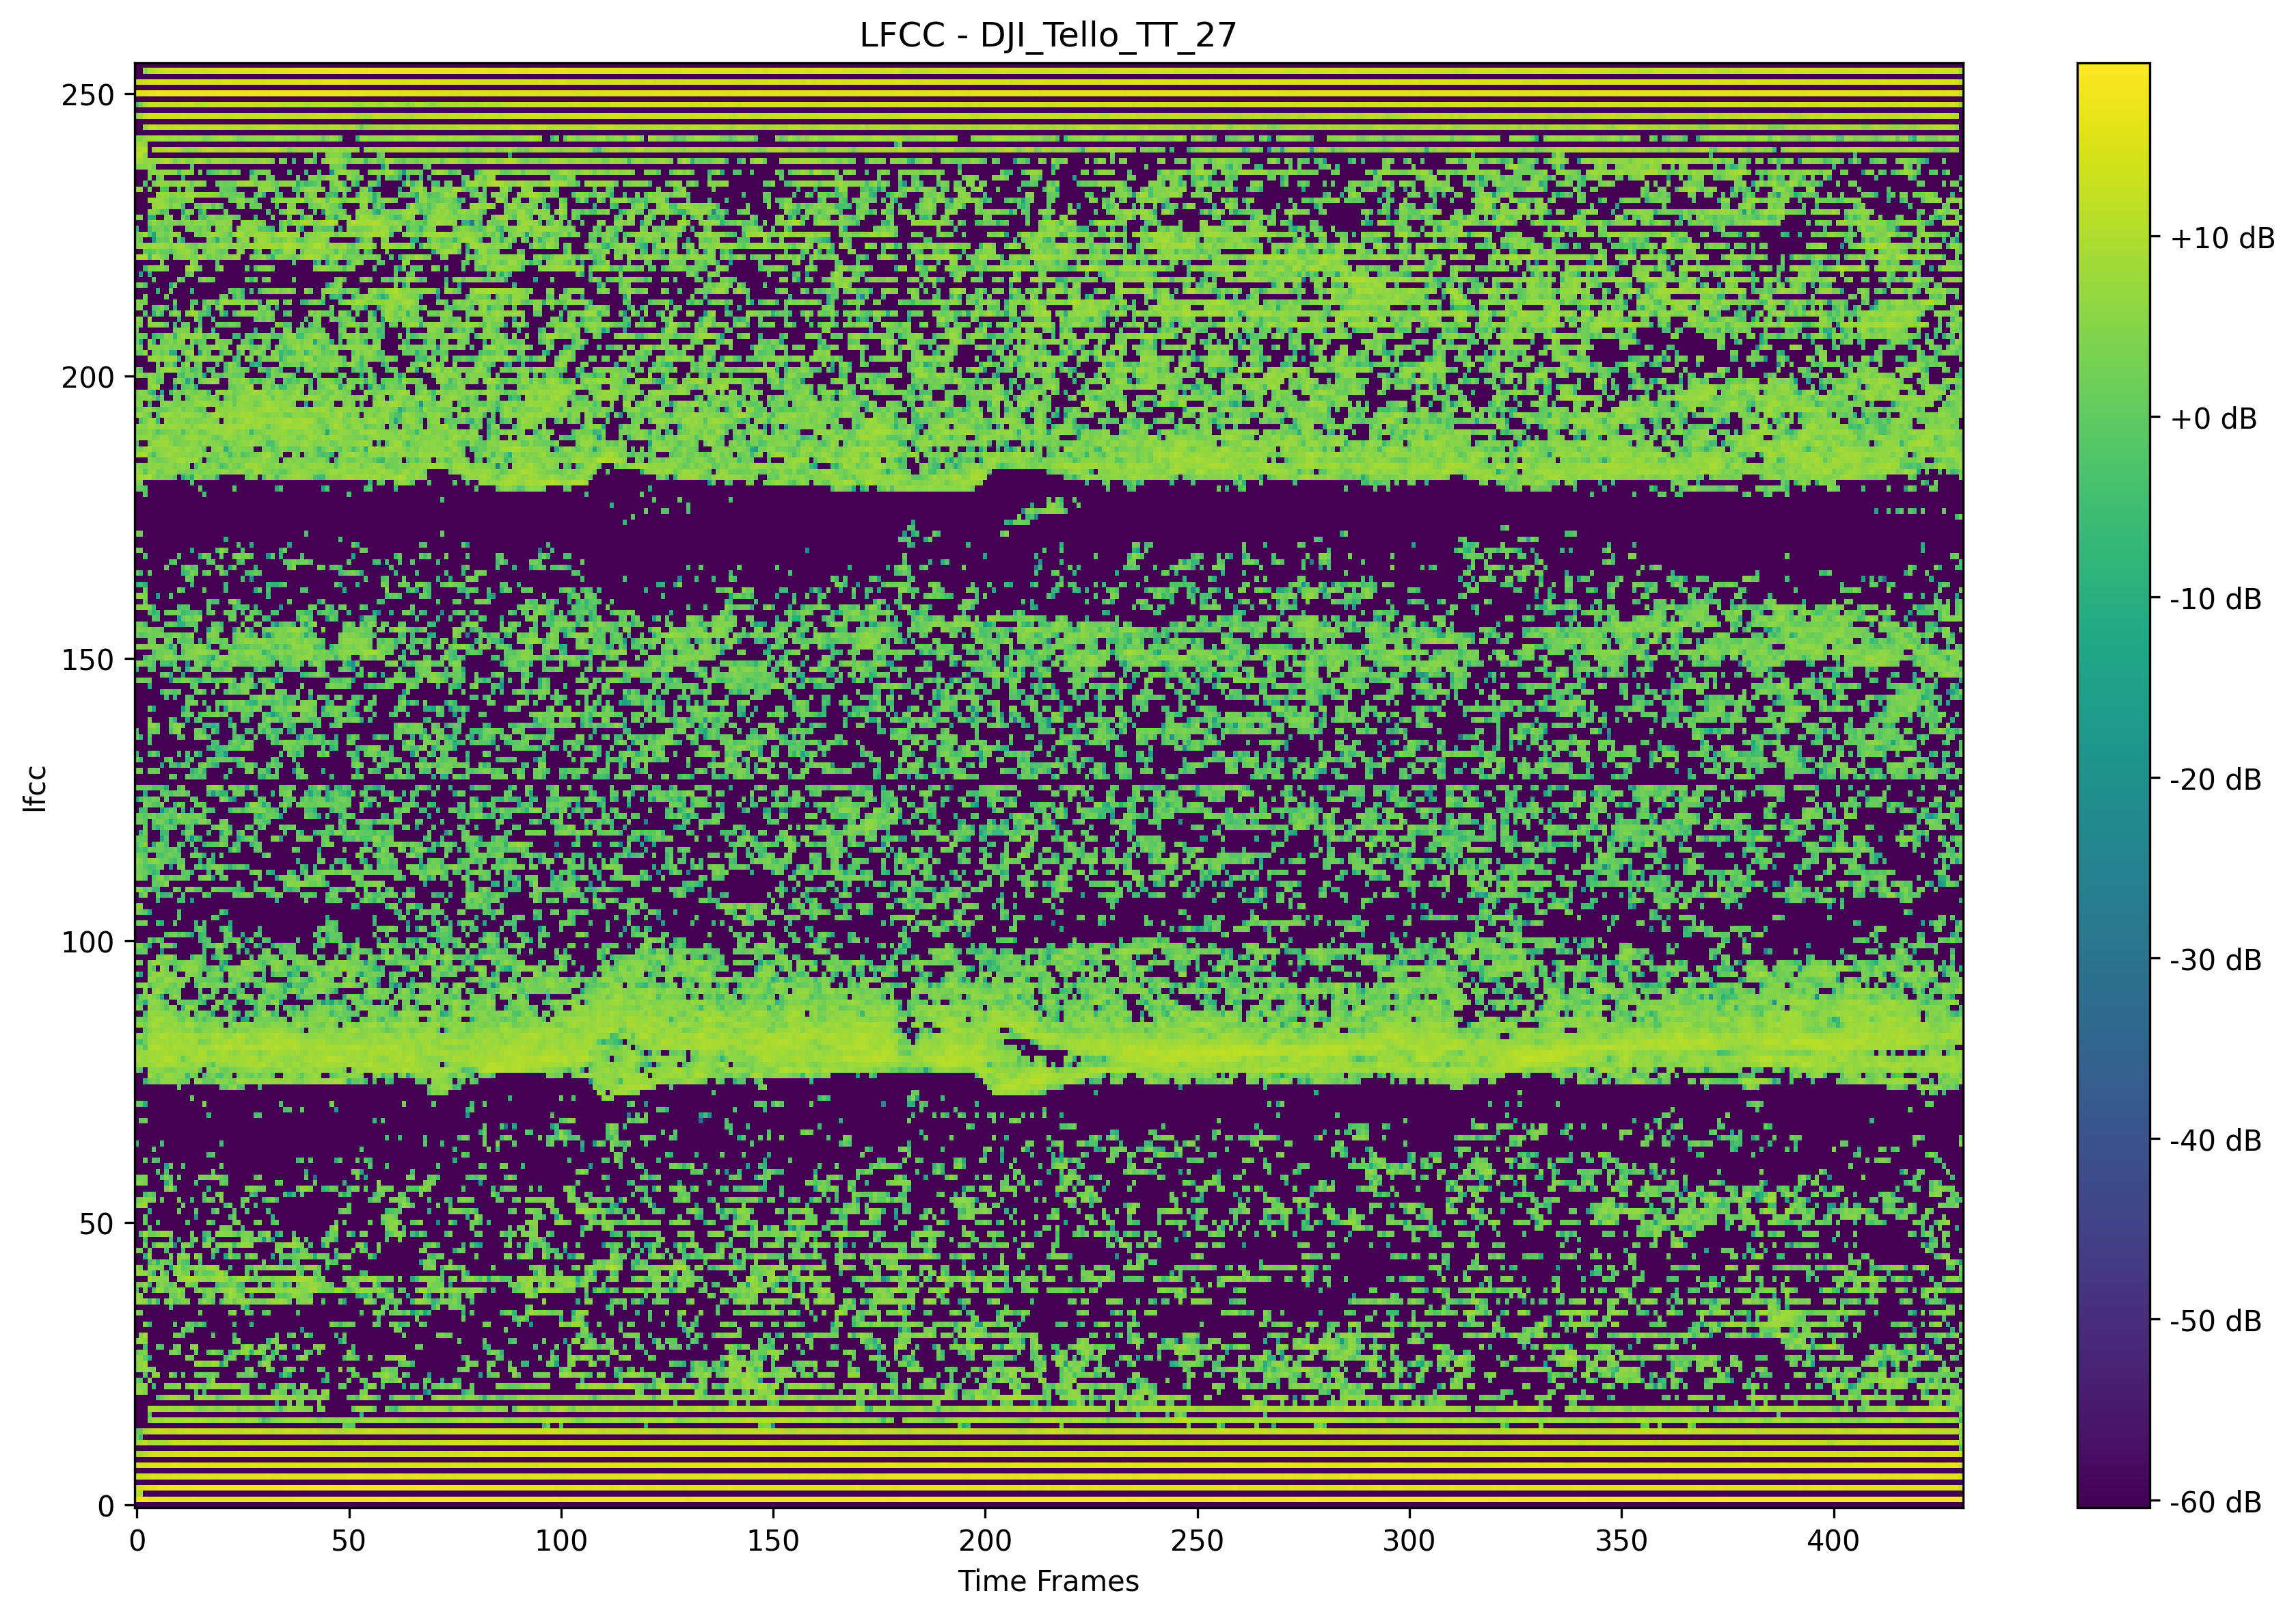 LFCC - DJI_Tello_TT_27
250
200
150
100
50
0
lfcc
0 50 100 150 200 250 300 350 400
Time Frames
+10 dB
+0 dB
-10 dB
-20 dB
-30 dB
-40 dB
-50 dB
-60 dB